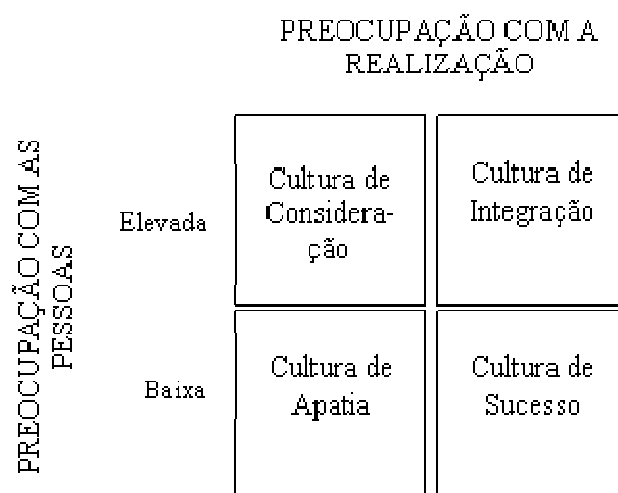 PREOCUPAÇÃO COM A
REALIZAÇÃO
PREOCUPAÇÃO COM AS
PESSOAS
Elevada
Cultura de
Considera-
ção
Cultura de
Integração
Baixa
Cultura de
Apatia
Cultura de
Sucesso